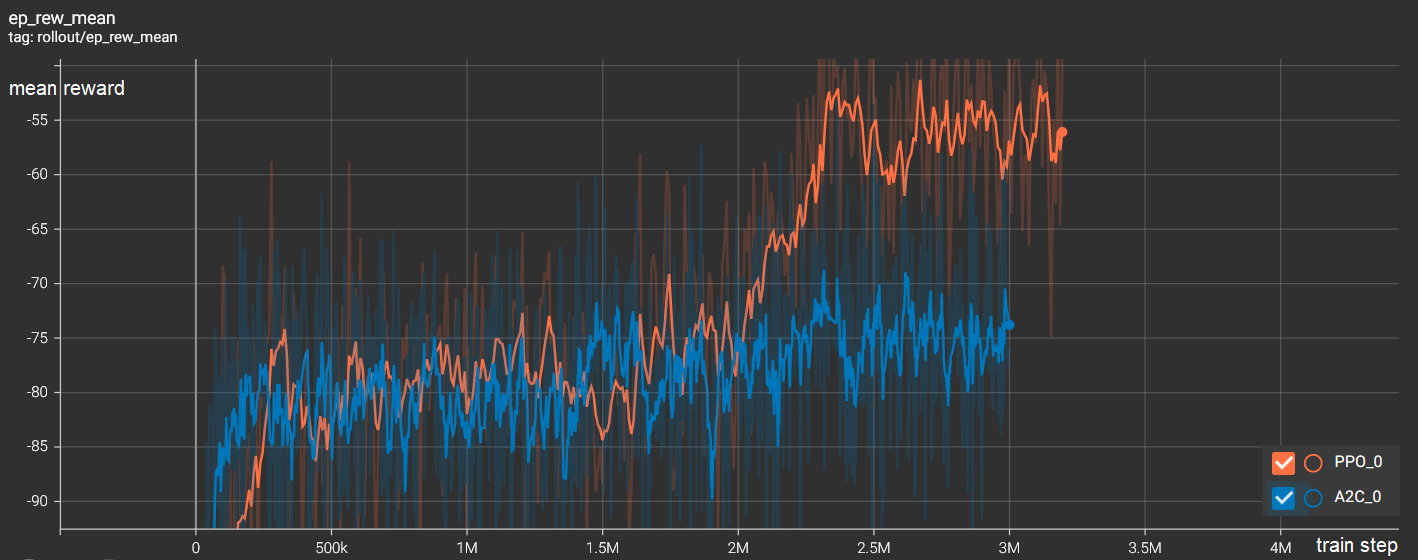 ep_rew_mean
tag: rollout/ep_rew_mean
mean reward
-55
-60
-65
-70
-75
-80
-85
-90
PPO_0
A2C_0
0 500k 1M 1.5M 2M 2.5M 3M 3.5M 4M
train step